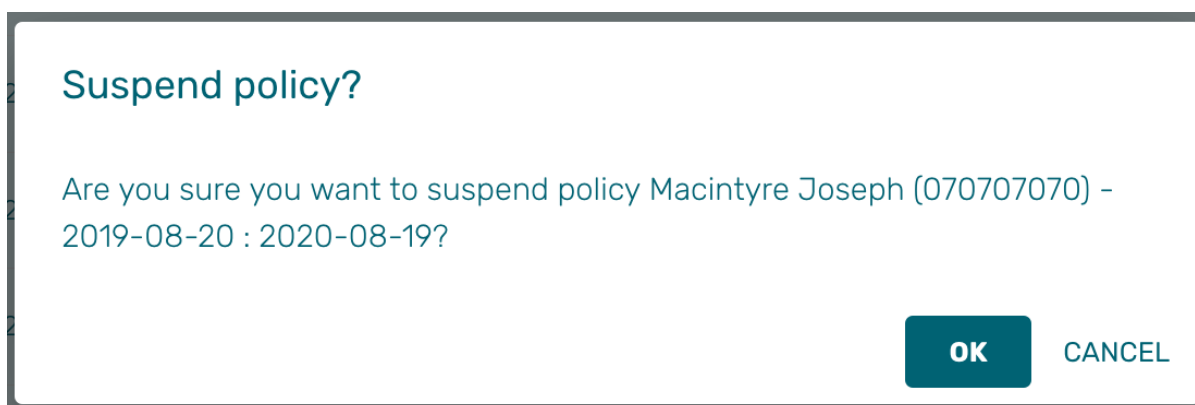 Suspend policy?
Are you sure you want to suspend policy Macintyre Joseph (070707070) -
2019-08-20 : 2020-08-19?
OK CANCEL